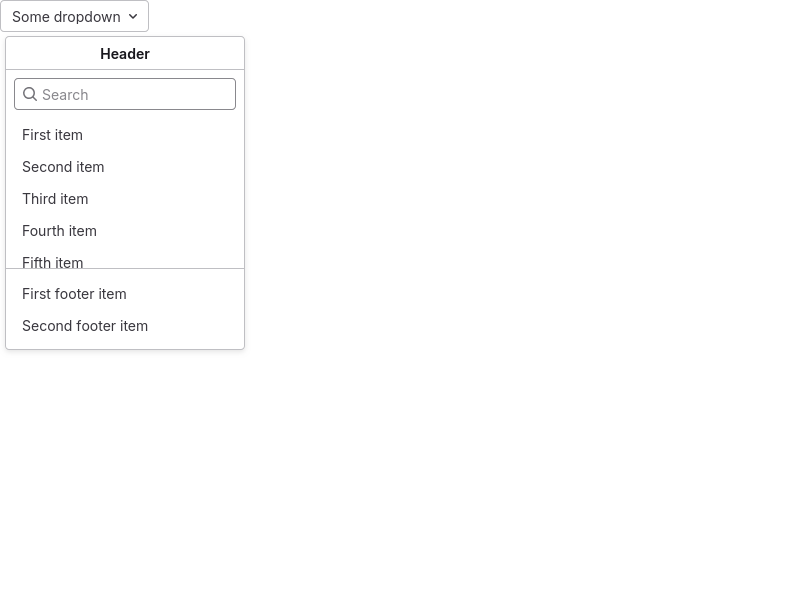 Some dropdown
Header
Search
First item
Second item
Third item
Fourth item
Fifth item
First footer item
Second footer item